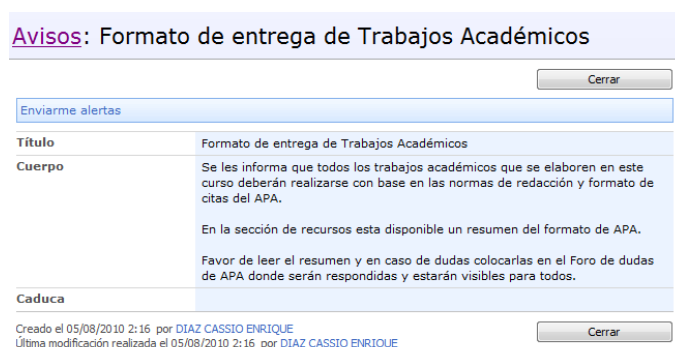 Avisos: Formato de entrega de Trabajos Académicos
Cerrar
Enviarme alertas
Título Formato de entrega de Trabajos Académicos
Cuerpo Se les informa que todos los trabajos académicos que se elaboren en este
curso deberán realizarse con base en las normas de redacción y formato de
citas del APA.
En la sección de recursos esta disponible un resumen del formato de APA.
Favor de leer el resumen y en caso de dudas colocarlas en el Foro de dudas
de APA donde serán respondidas y estarán visibles para todos.
Caduca
Creado el 05/08/2010 2:16 por DIAZ CASSIO ENRIQUE
Última modificación realizada el 05/08/2010 2:16 por DIAZ CASSIO ENRIQUE
Cerrar